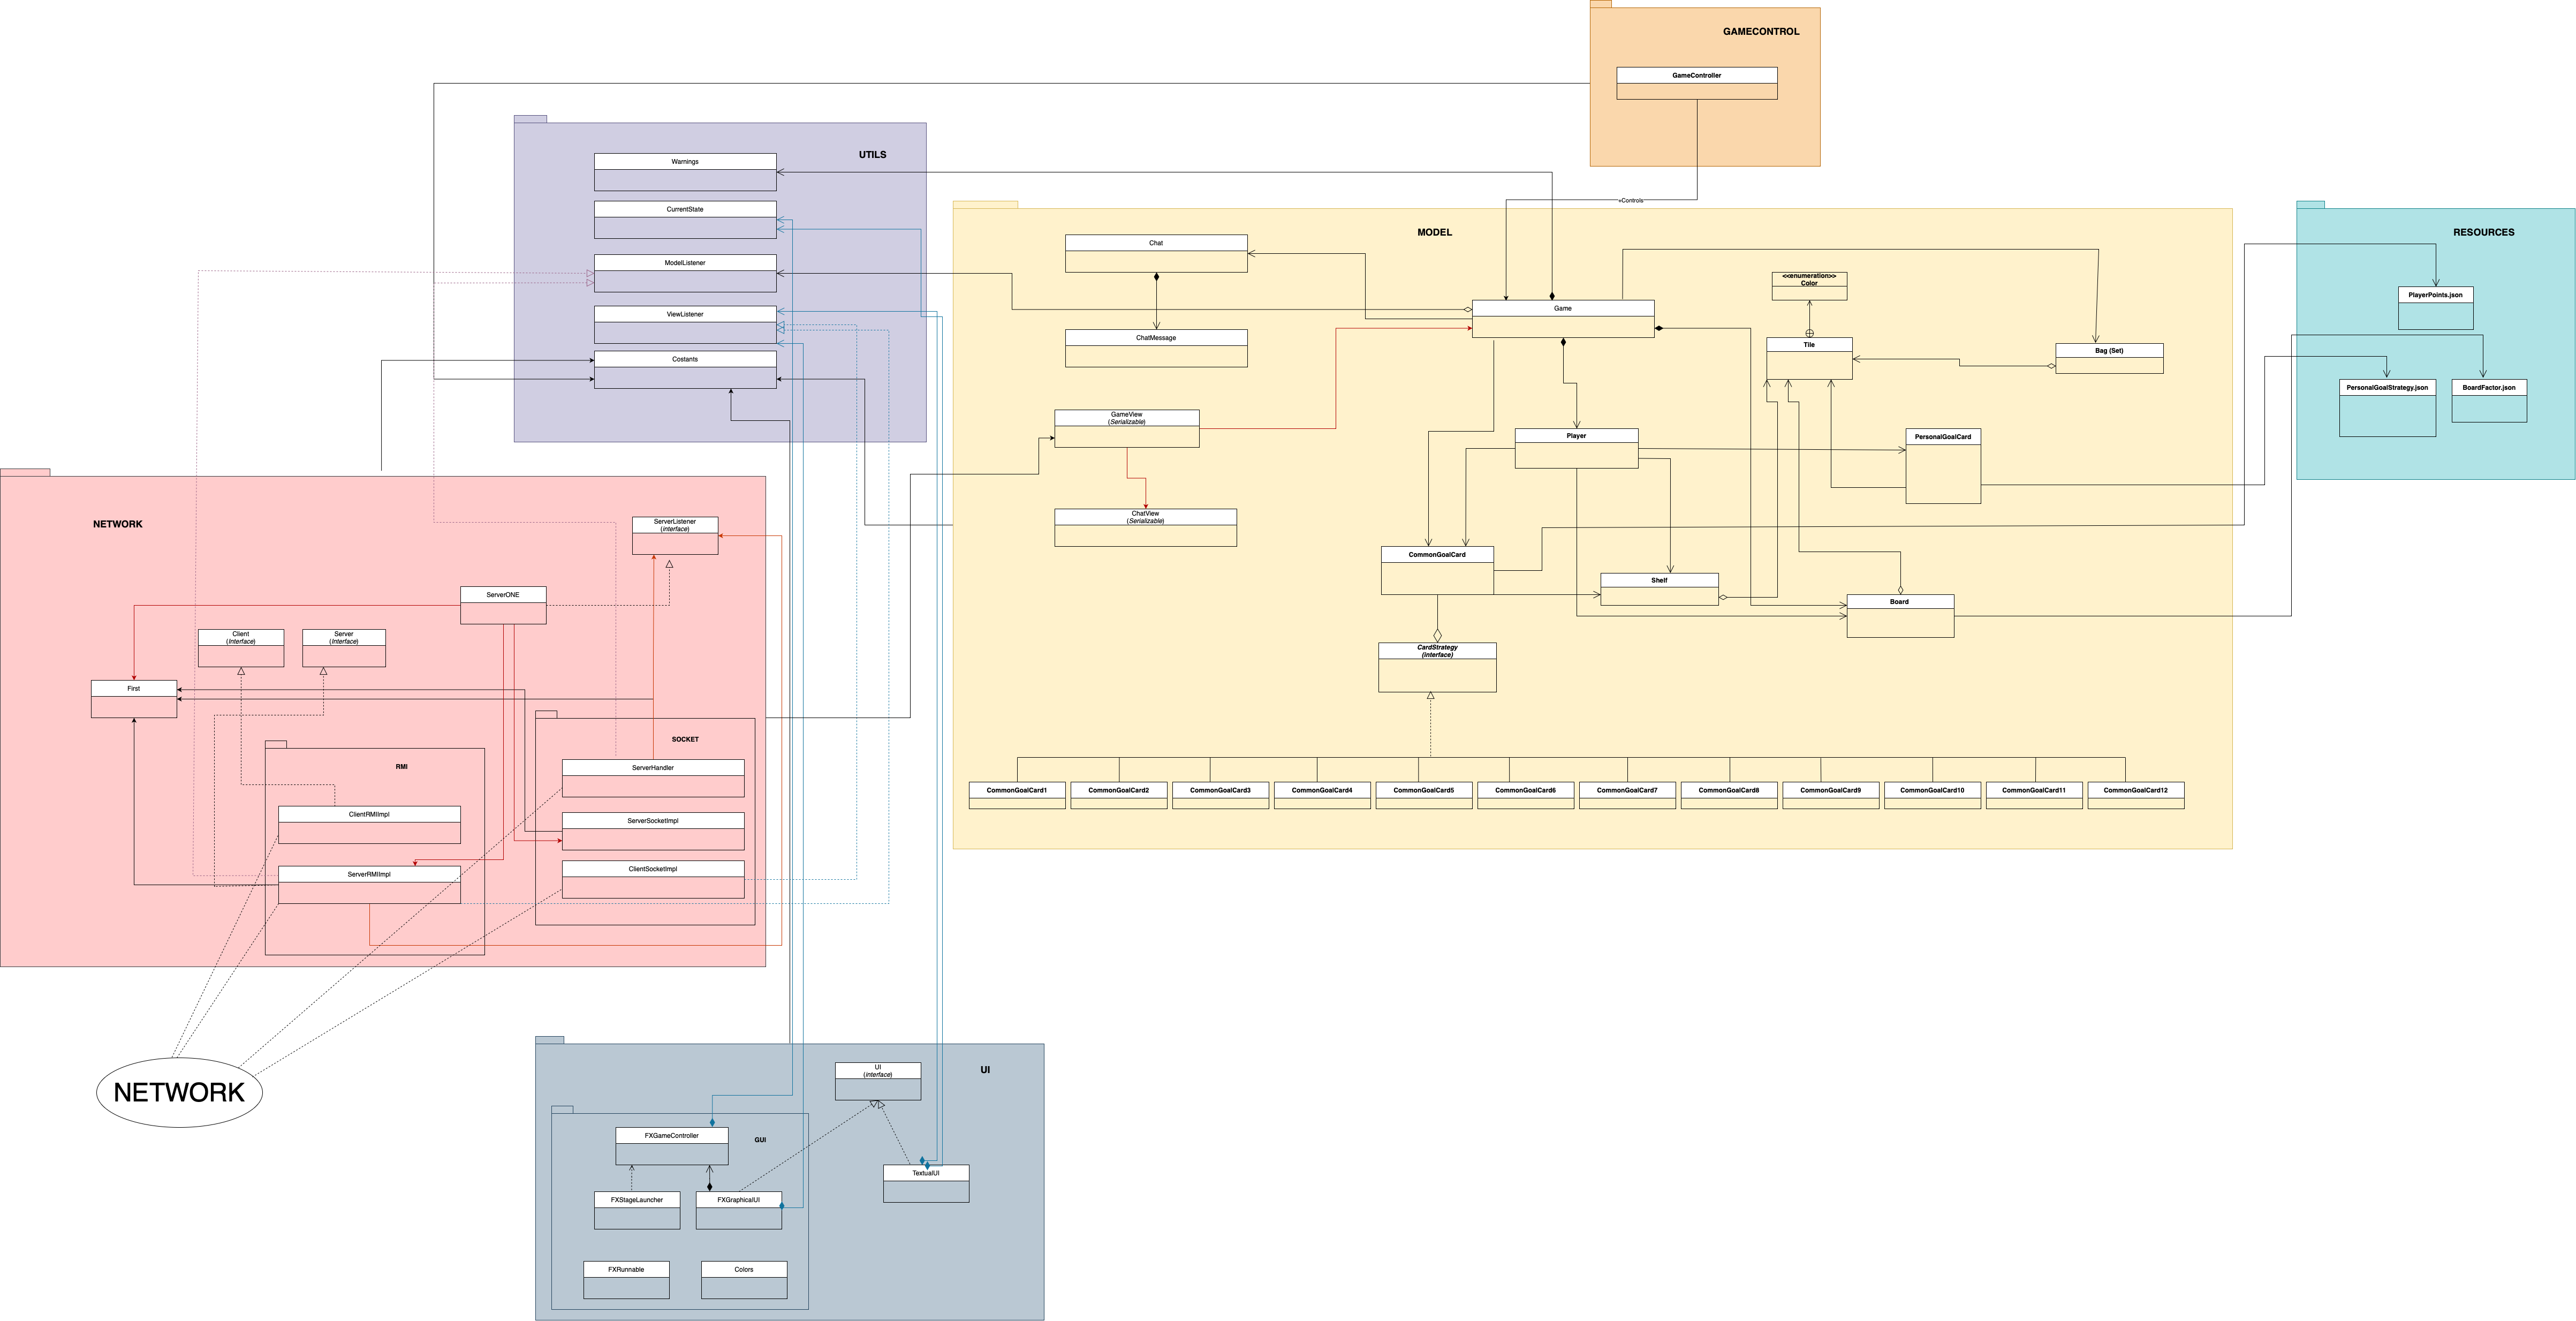 GAMECONTROL
GameController
UTILS
Warnings
CurrentState
ModelListener
ViewListener
Costants
+Controls
MODEL
Chat
ChatMessage
Game
<<enumeration>>
Color
Tile
Bag (Set)
GameView
(Serializable)
ChatView
(Serializable)
Player
PersonalGoalCard
CommonGoalCard
Shelf
Board
CardStrategy
(interface)
CommonGoalCard1
CommonGoalCard2
CommonGoalCard3
CommonGoalCard4
CommonGoalCard5
CommonGoalCard6
CommonGoalCard7
CommonGoalCard8
CommonGoalCard9
CommonGoalCard10
CommonGoalCard11
CommonGoalCard12
RESOURCES
PlayerPoints.json
PersonalGoalStrategy.json
BoardFactor.json
NETWORK
ServerListener
(interface)
ServerONE
Client
(Interface)
Server
(Interface)
First
SOCKET
ServerHandler
ServerSocketImpl
ClientSocketImpl
RMI
ClientRMIImpl
ServerRMIImpl
NETWORK
UI
UI
(interface)
GUI
FXGameController
FXStageLauncher
FXGraphicalUI
TextualUI
FXRunnable
Colors